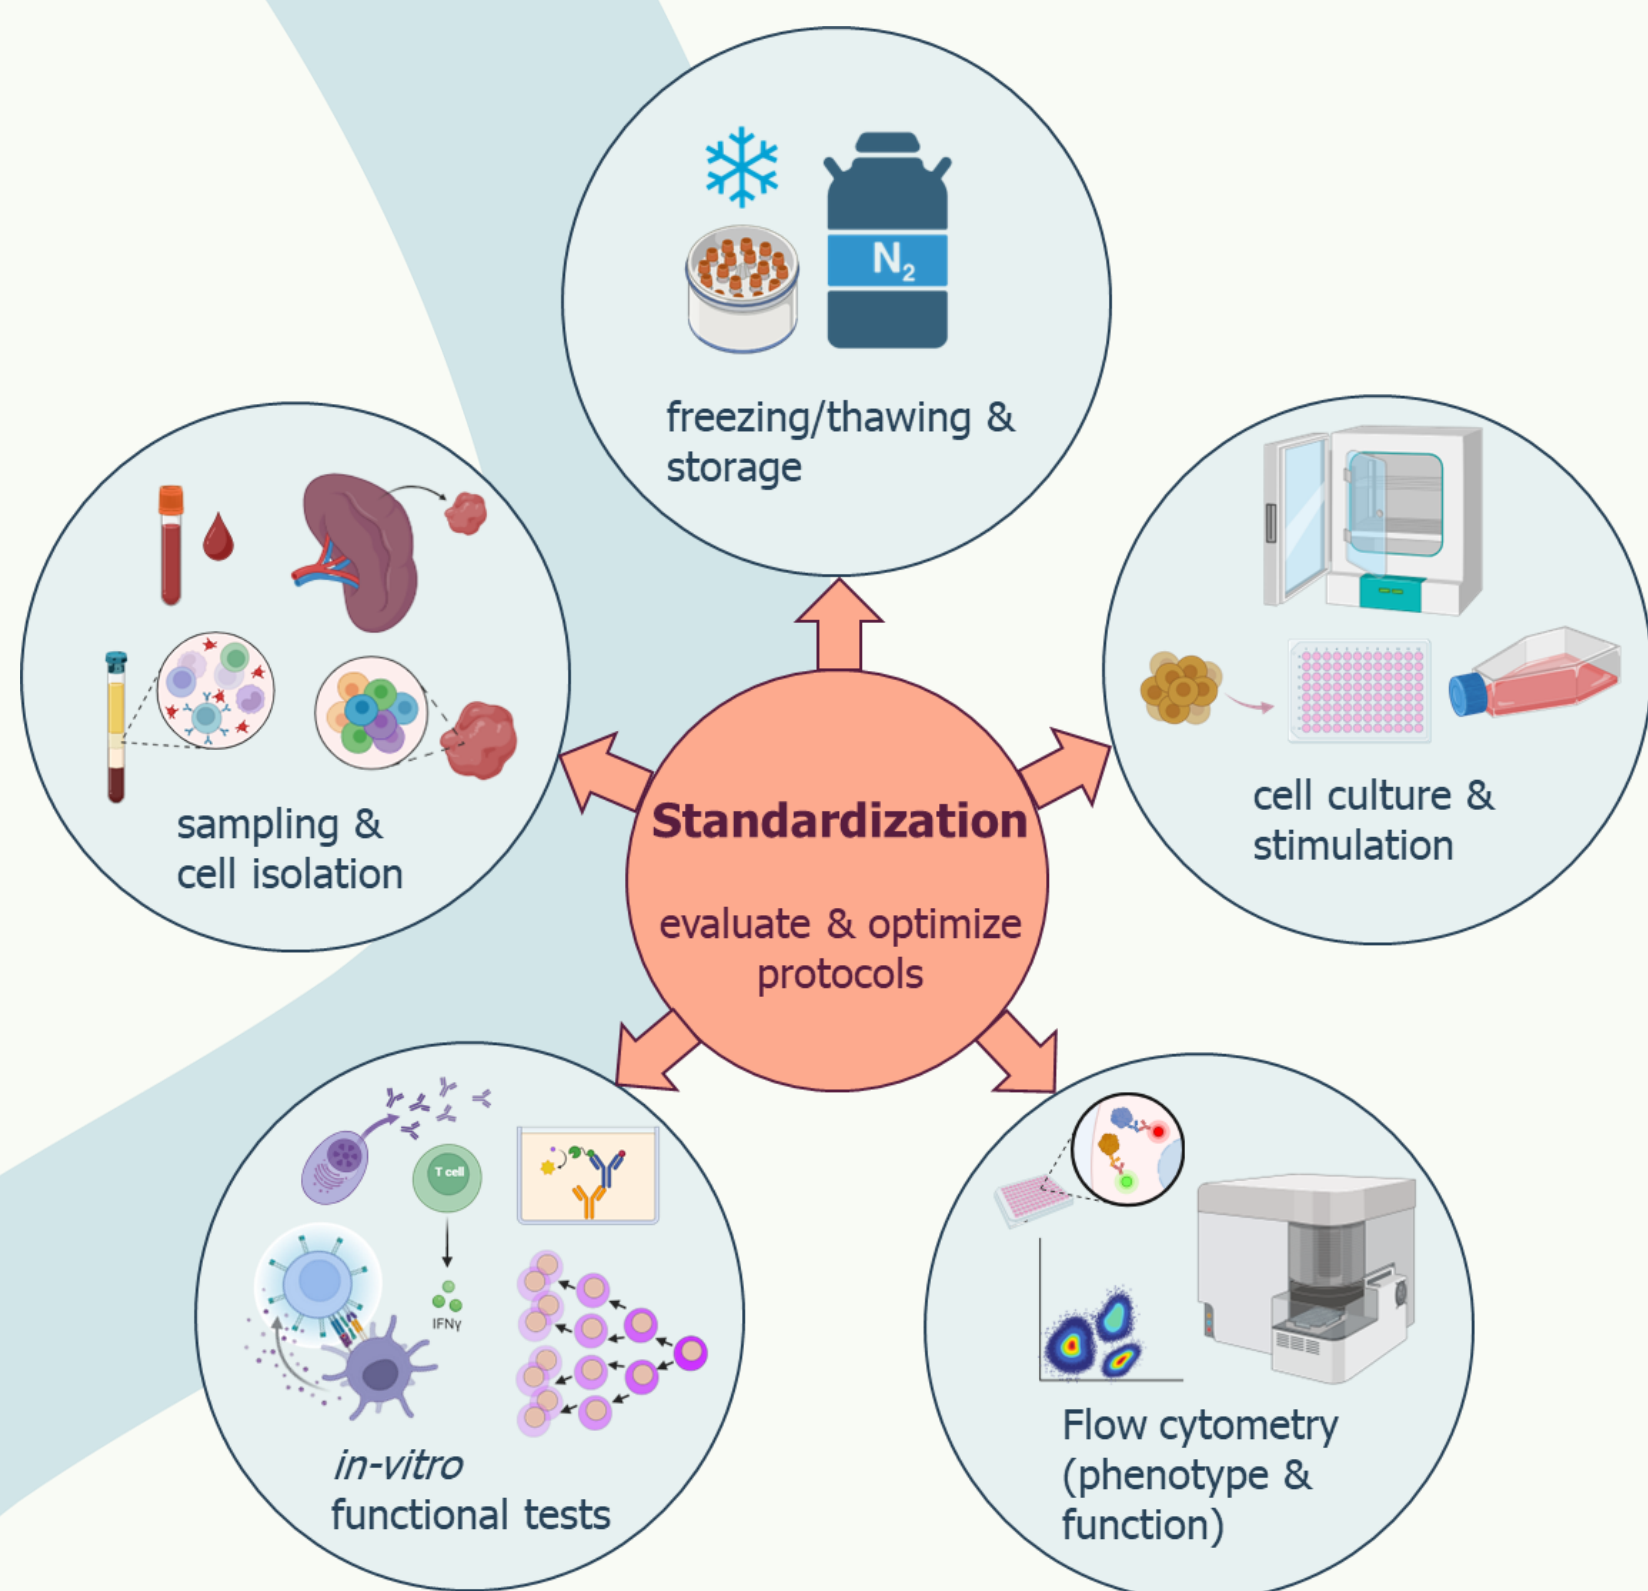 N₂
freezing/thawing &
storage
sampling &
cell isolation
cell culture &
stimulation
Standardization
evaluate & optimize
protocols
T cell
IFNγ
in-vitro
functional tests
Flow cytometry
(phenotype &
function)